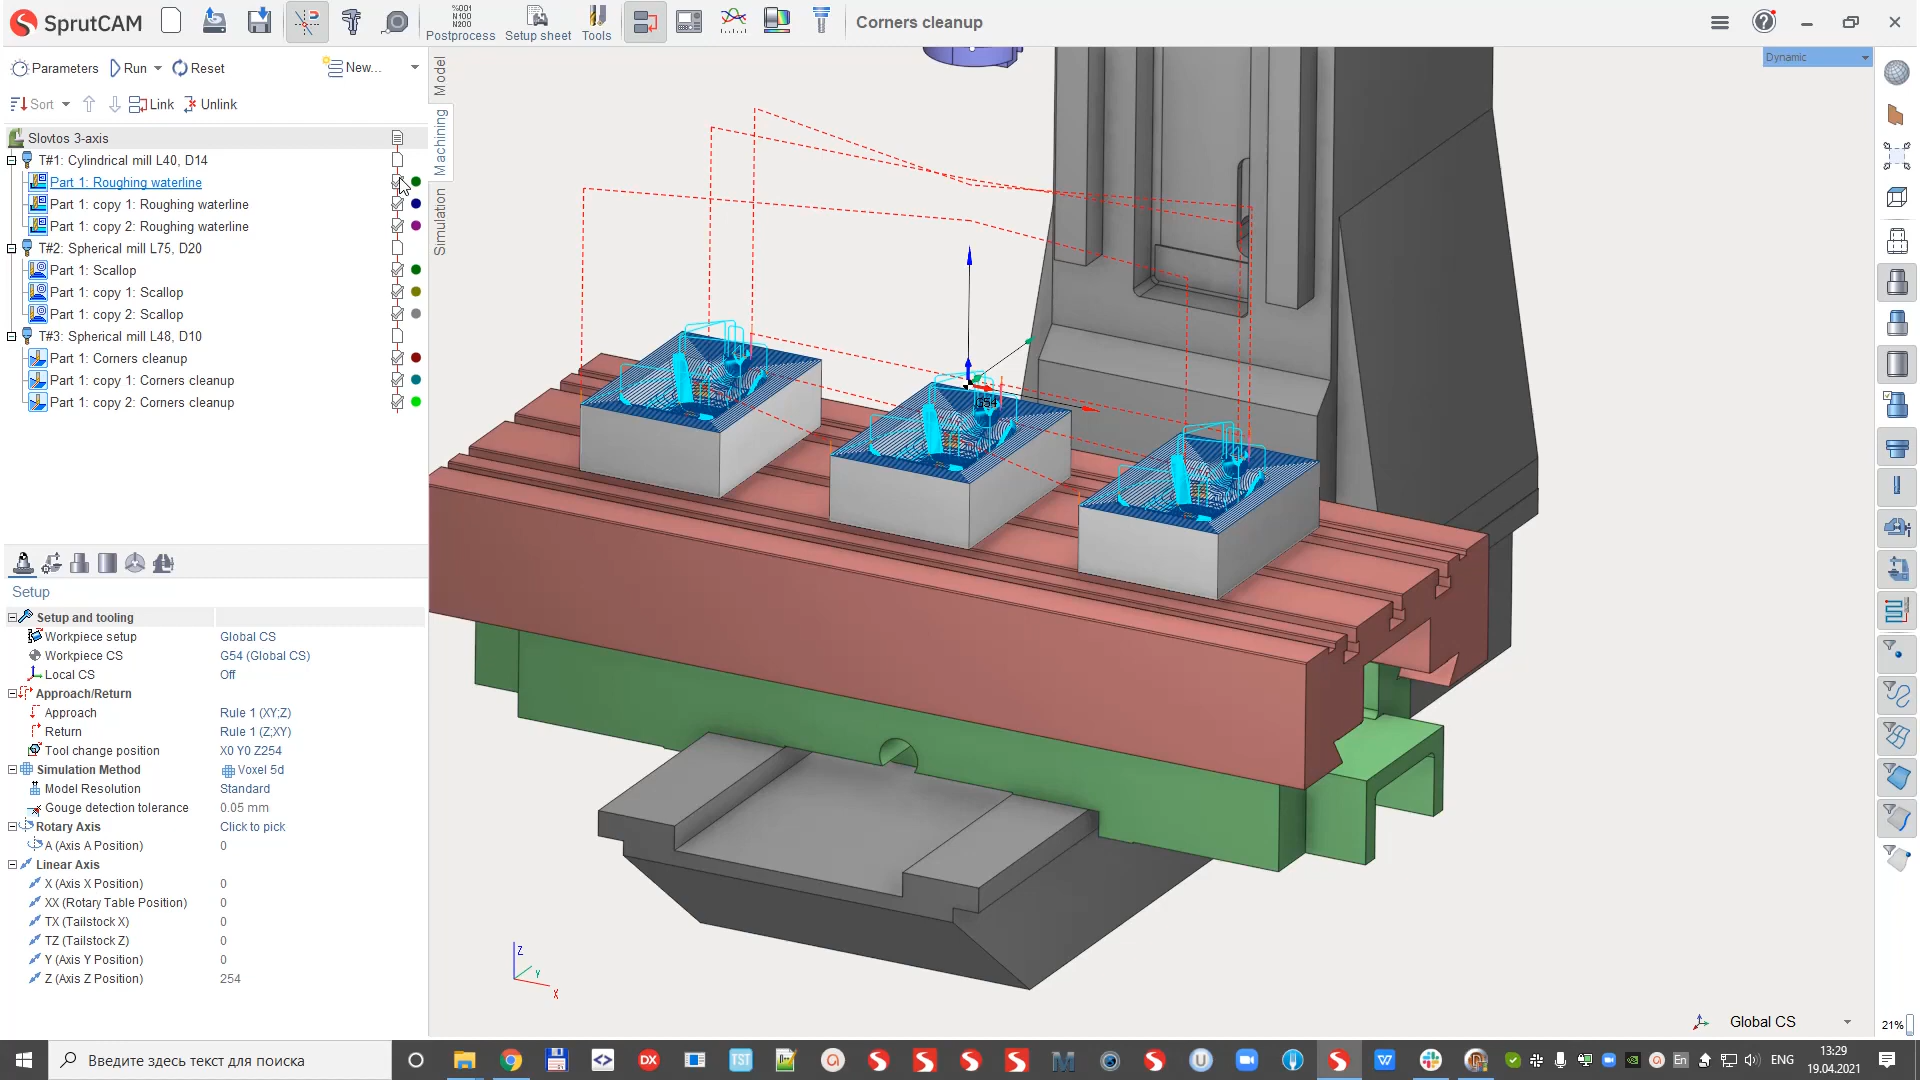 SprutCAM
%001
N100
N200
Postprocess
Setup sheet
Tools
Corners cleanup
Parameters
Run
Reset
New...
Sort
Link
Unlink
Slovtos 3-axis
T#1: Cylindrical mill L40, D14
Part 1: Roughing waterline
Part 1: copy 1: Roughing waterline
Part 1: copy 2: Roughing waterline
T#2: Spherical mill L75, D20
Part 1: Scallop
Part 1: copy 1: Scallop
Part 1: copy 2: Scallop
T#3: Spherical mill L48, D10
Part 1: Corners cleanup
Part 1: copy 1: Corners cleanup
Part 1: copy 2: Corners cleanup
Model
Machining
Simulation
Dynamic
G54
Setup
Setup and tooling
Workpiece setup Global CS
Workpiece CS G54 (Global CS)
Local CS Off
Approach/Return
Approach Rule 1 (XY;Z)
Return Rule 1 (Z;XY)
Tool change position X0 Y0 Z254
Simulation Method Voxel 5d
Model Resolution Standard
Gouge detection tolerance 0.05 mm
Rotary Axis Click to pick
A (Axis A Position) 0
Linear Axis
X (Axis X Position) 0
XX (Rotary Table Position) 0
TX (Tailstock X) 0
TZ (Tailstock Z) 0
Y (Axis Y Position) 0
Z (Axis Z Position) 254
Z
Y
X
Global CS
21%
Введите здесь текст для поиска
DX
TST
En
ENG
13:29
19.04.2021